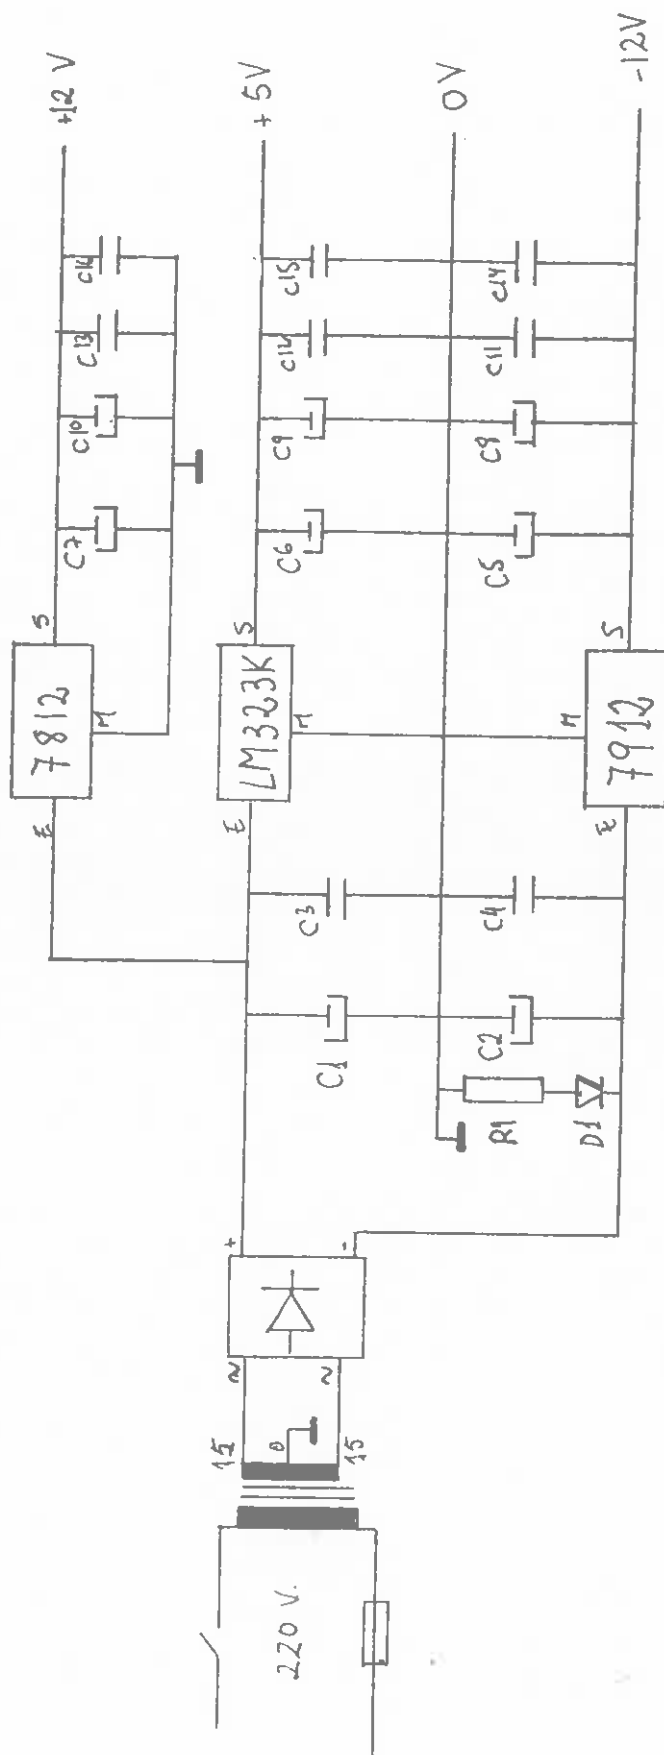 220 V.
15
0
15
~
~
+
-
E
7812
M
S
C7
C10
C13
C16
+12 V
C1
C3
E
LM323K
M
S
C6
C9
C12
C15
+5V
0V
R1
D1
C2
C4
E
7912
M
S
C5
C8
C11
C14
-12V